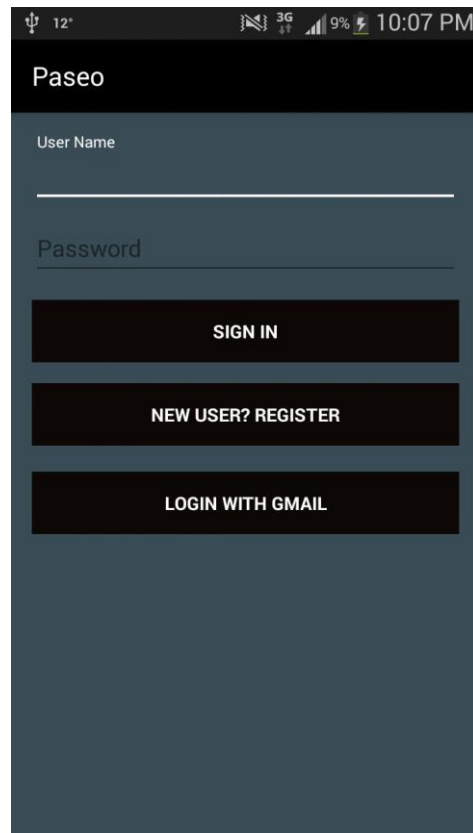 12° 3G 9% 10:07 PM
Paseo
User Name
Password
SIGN IN
NEW USER? REGISTER
LOGIN WITH GMAIL